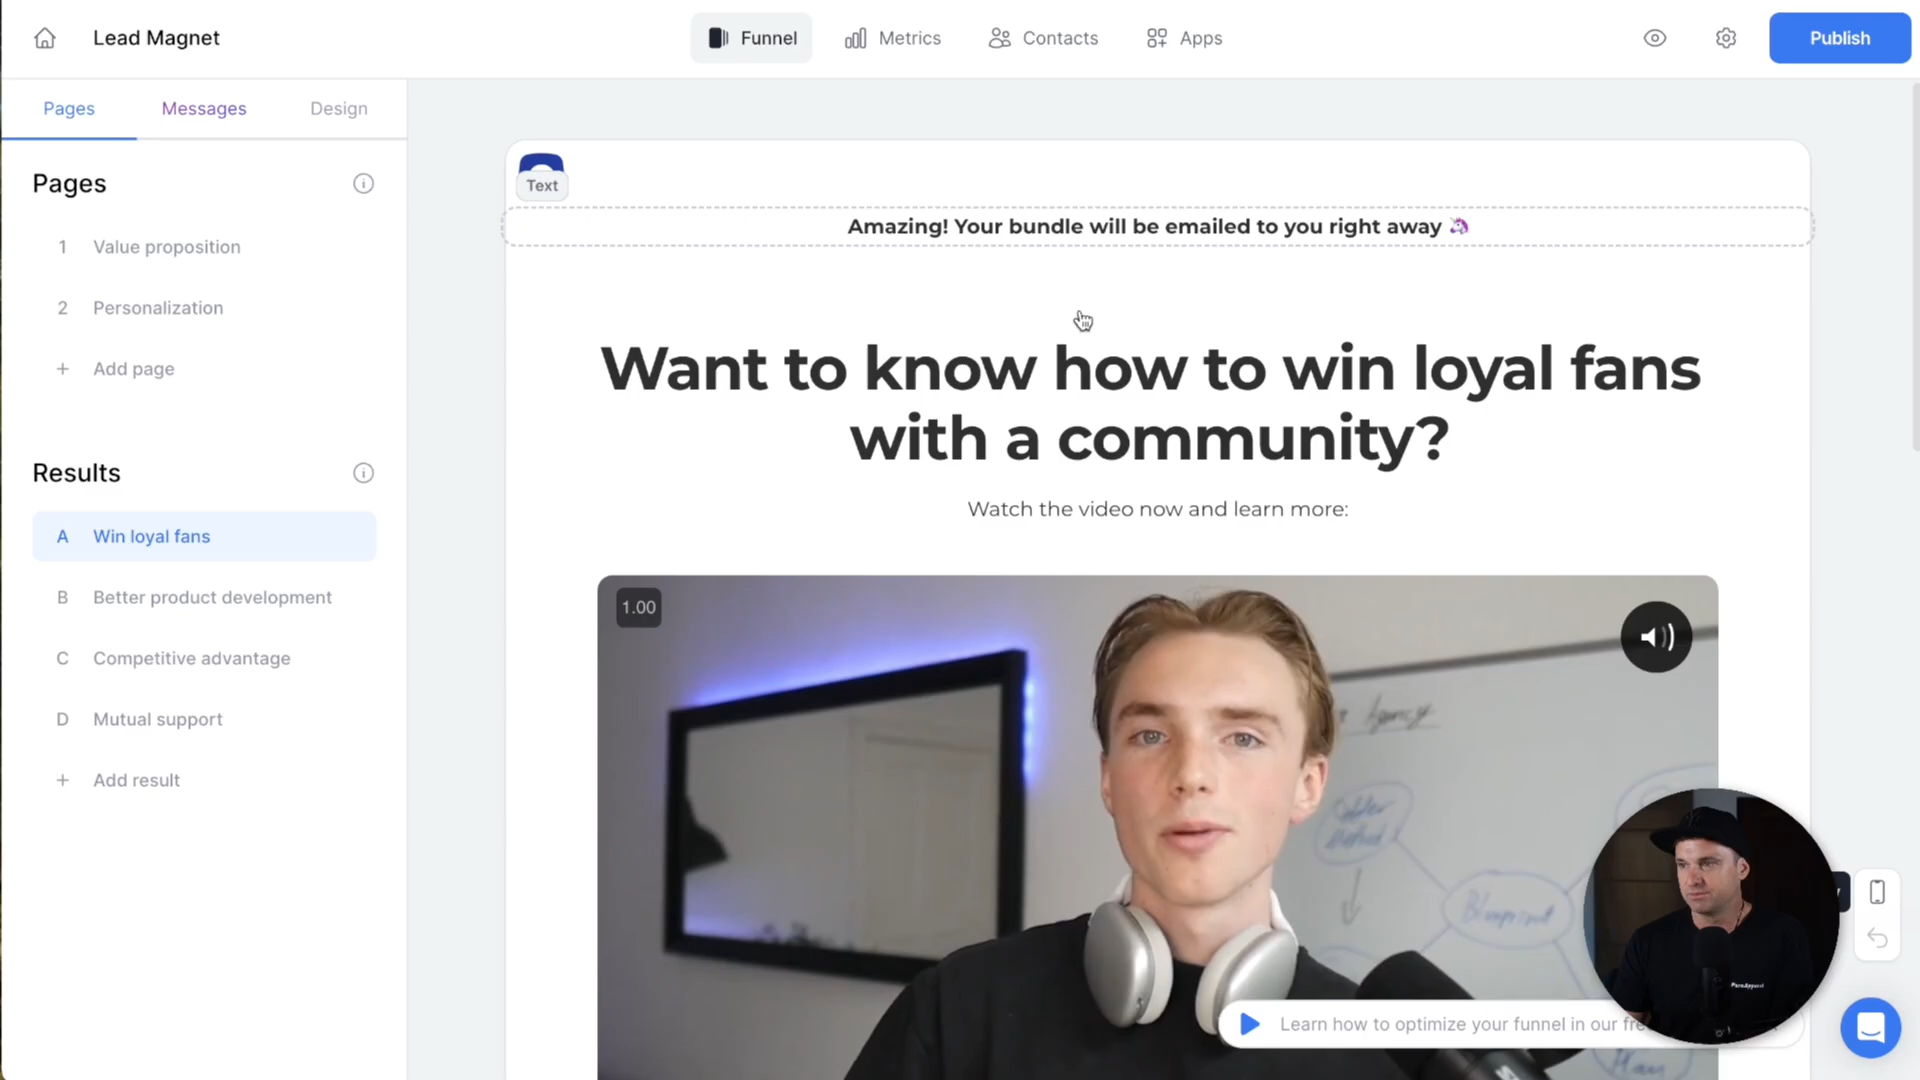 Lead Magnet
Funnel
Metrics
Contacts
Apps
Publish
Pages
Messages
Design
Pages
1 Value proposition
2 Personalization
+ Add page
Results
A Win loyal fans
B Better product development
C Competitive advantage
D Mutual support
+ Add result
Text
Amazing! Your bundle will be emailed to you right away 🦄
Want to know how to win loyal fans
with a community?
Watch the video now and learn more:
1.00
Agency
Blueprint
Learn how to optimize your funnel in our fre